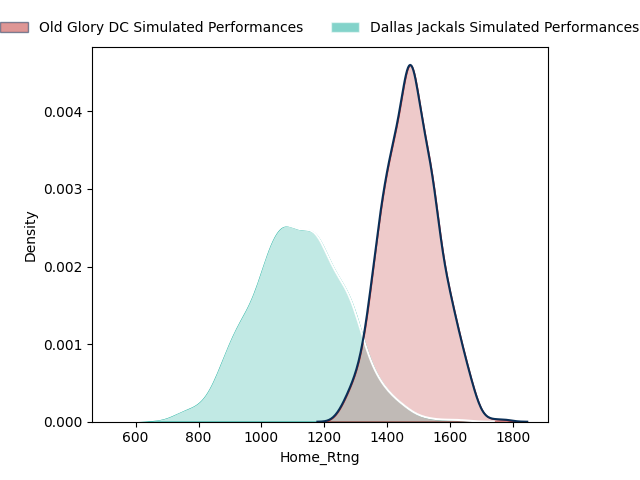 Old Glory DC Simulated Performances
Dallas Jackals Simulated Performances
0.004
0.003
0.002
0.001
0.000
Density
600 800 1000 1200 1400 1600 1800
Home_Rtng